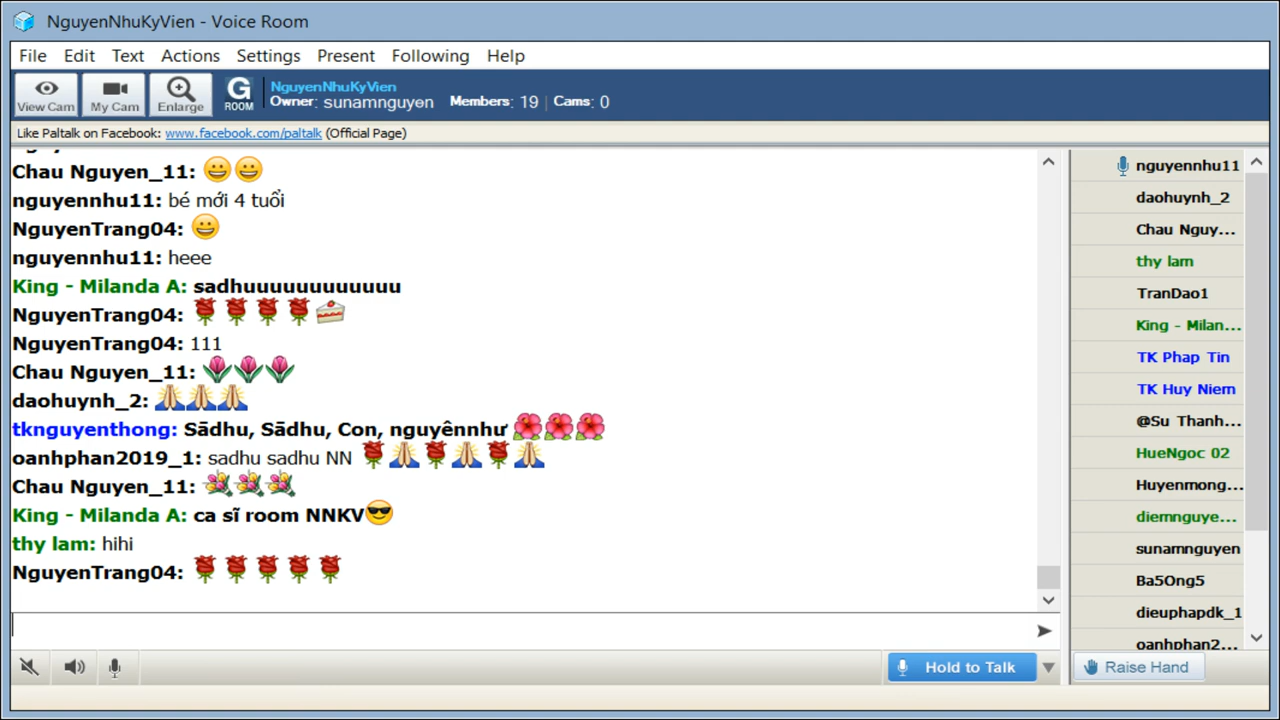 NguyenNhuKyVien - Voice Room
File Edit Text Actions Settings Present Following Help
View Cam My Cam Enlarge G ROOM
NguyenNhuKyVien
Owner: sunamnguyen Members: 19 | Cams: 0
Like Paltalk on Facebook: www.facebook.com/paltalk (Official Page)
Chau Nguyen_11: 😀😀
nguyennhu11: bé mới 4 tuổi
NguyenTrang04: 😀
nguyennhu11: heee
King - Milanda A: sadhuuuuuuuuuuuu
NguyenTrang04: 🌹🌹🌹🌹🍰
NguyenTrang04: 111
Chau Nguyen_11: 🌷🌷🌷
daohuynh_2: 🙏🙏🙏
tknguyenthong: Sādhu, Sādhu, Con, nguyênnhư 🌺🌺🌺
oanhphan2019_1: sadhu sadhu NN 🌹🙏🌹🙏🌹🙏
Chau Nguyen_11: 💐💐💐
King - Milanda A: ca sĩ room NNKV😎
thy lam: hihi
NguyenTrang04: 🌹🌹🌹🌹🌹
Hold to Talk
nguyennhu11
daohuynh_2
Chau Nguy...
thy lam
TranDao1
King - Milan...
TK Phap Tin
TK Huy Niem
@Su Thanh...
HueNgoc 02
Huyenmong...
diemnguye...
sunamnguyen
Ba5Ong5
dieuphapdk_1
oanhphan2...
Raise Hand